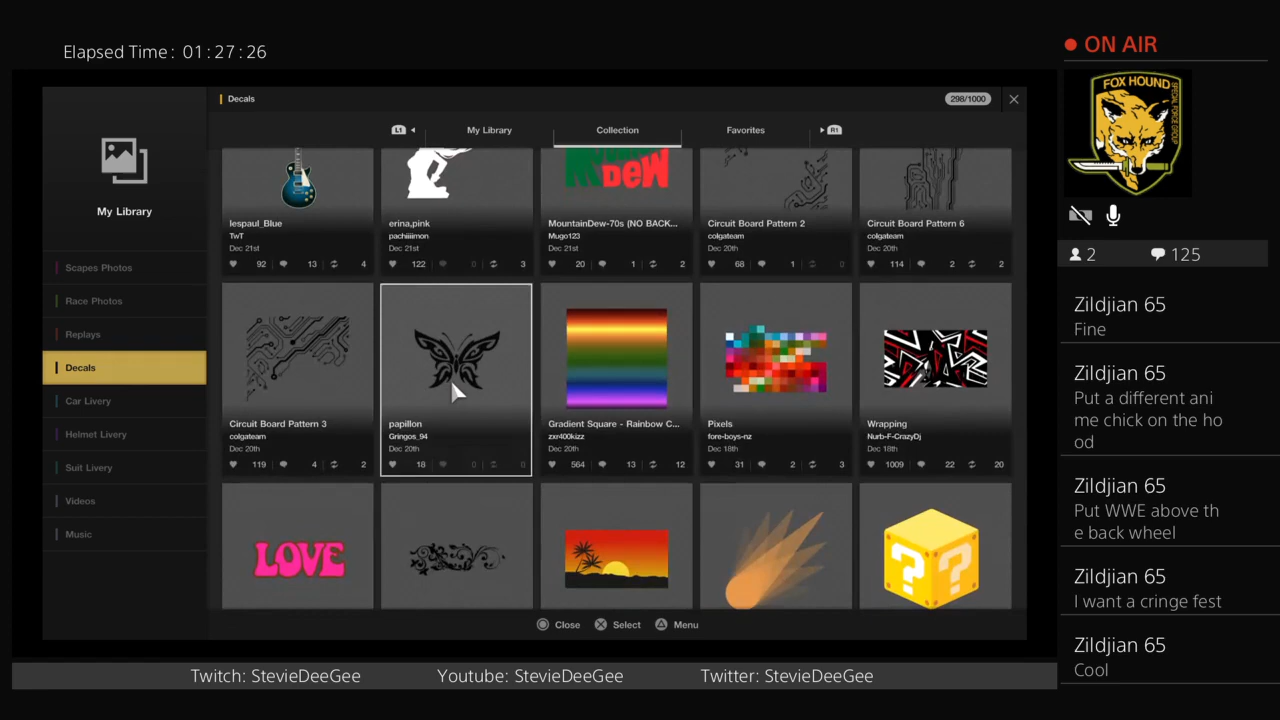 Elapsed Time: 01:27:26
ON AIR
FOX HOUND
SPECIAL FORCE GROUP
2
125
Decals
298/1000
L1
My Library
Collection
Favorites
R1
My Library
Scapes Photos
Race Photos
Replays
Decals
Car Livery
Helmet Livery
Suit Livery
Videos
Music
DeW
lespaul_Blue
TwT
Dec 21st
92 13 4
erina,pink
pachiiimon
Dec 21st
122 0 3
MountainDew-70s (NO BACK...
Mugo123
Dec 21st
20 1 2
Circuit Board Pattern 2
colgateam
Dec 20th
68 1 0
Circuit Board Pattern 6
colgateam
Dec 20th
114 2 2
Circuit Board Pattern 3
colgateam
Dec 20th
119 4 2
papillon
Gringos_94
Dec 20th
18 0 0
Gradient Square - Rainbow C...
zxr400kizz
Dec 20th
564 13 12
Pixels
fore-boys-nz
Dec 18th
31 2 3
Wrapping
Nurb-F-CrazyDj
Dec 18th
1009 22 20
LOVE
? ?
Close
Select
Menu
Zildjian 65
Fine
Zildjian 65
Put a different ani
me chick on the ho
od
Zildjian 65
Put WWE above th
e back wheel
Zildjian 65
I want a cringe fest
Zildjian 65
Cool
Twitch: StevieDeeGee
Youtube: StevieDeeGee
Twitter: StevieDeeGee